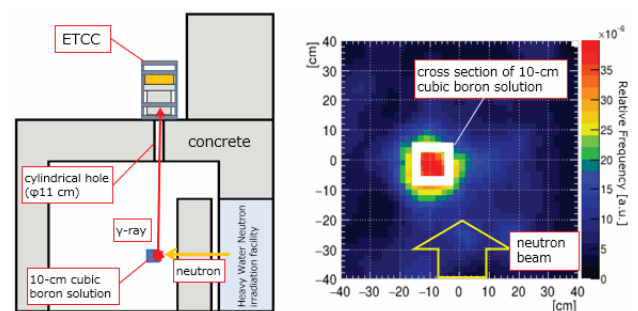 ETCC
concrete
cylindrical hole
(φ11 cm)
γ-ray
neutron
10-cm cubic
boron solution
Heavy Water Neutron
irradiation facility
[cm]
40
30
20
10
0
−10
−20
−30
−40
−40 −30 −20 −10 0 10 20 30 40
[cm]
cross section of 10-cm
cubic boron solution
neutron
beam
×10⁻⁶
40
35
30
25
20
15
10
5
0
Relative Frequency [a.u.]